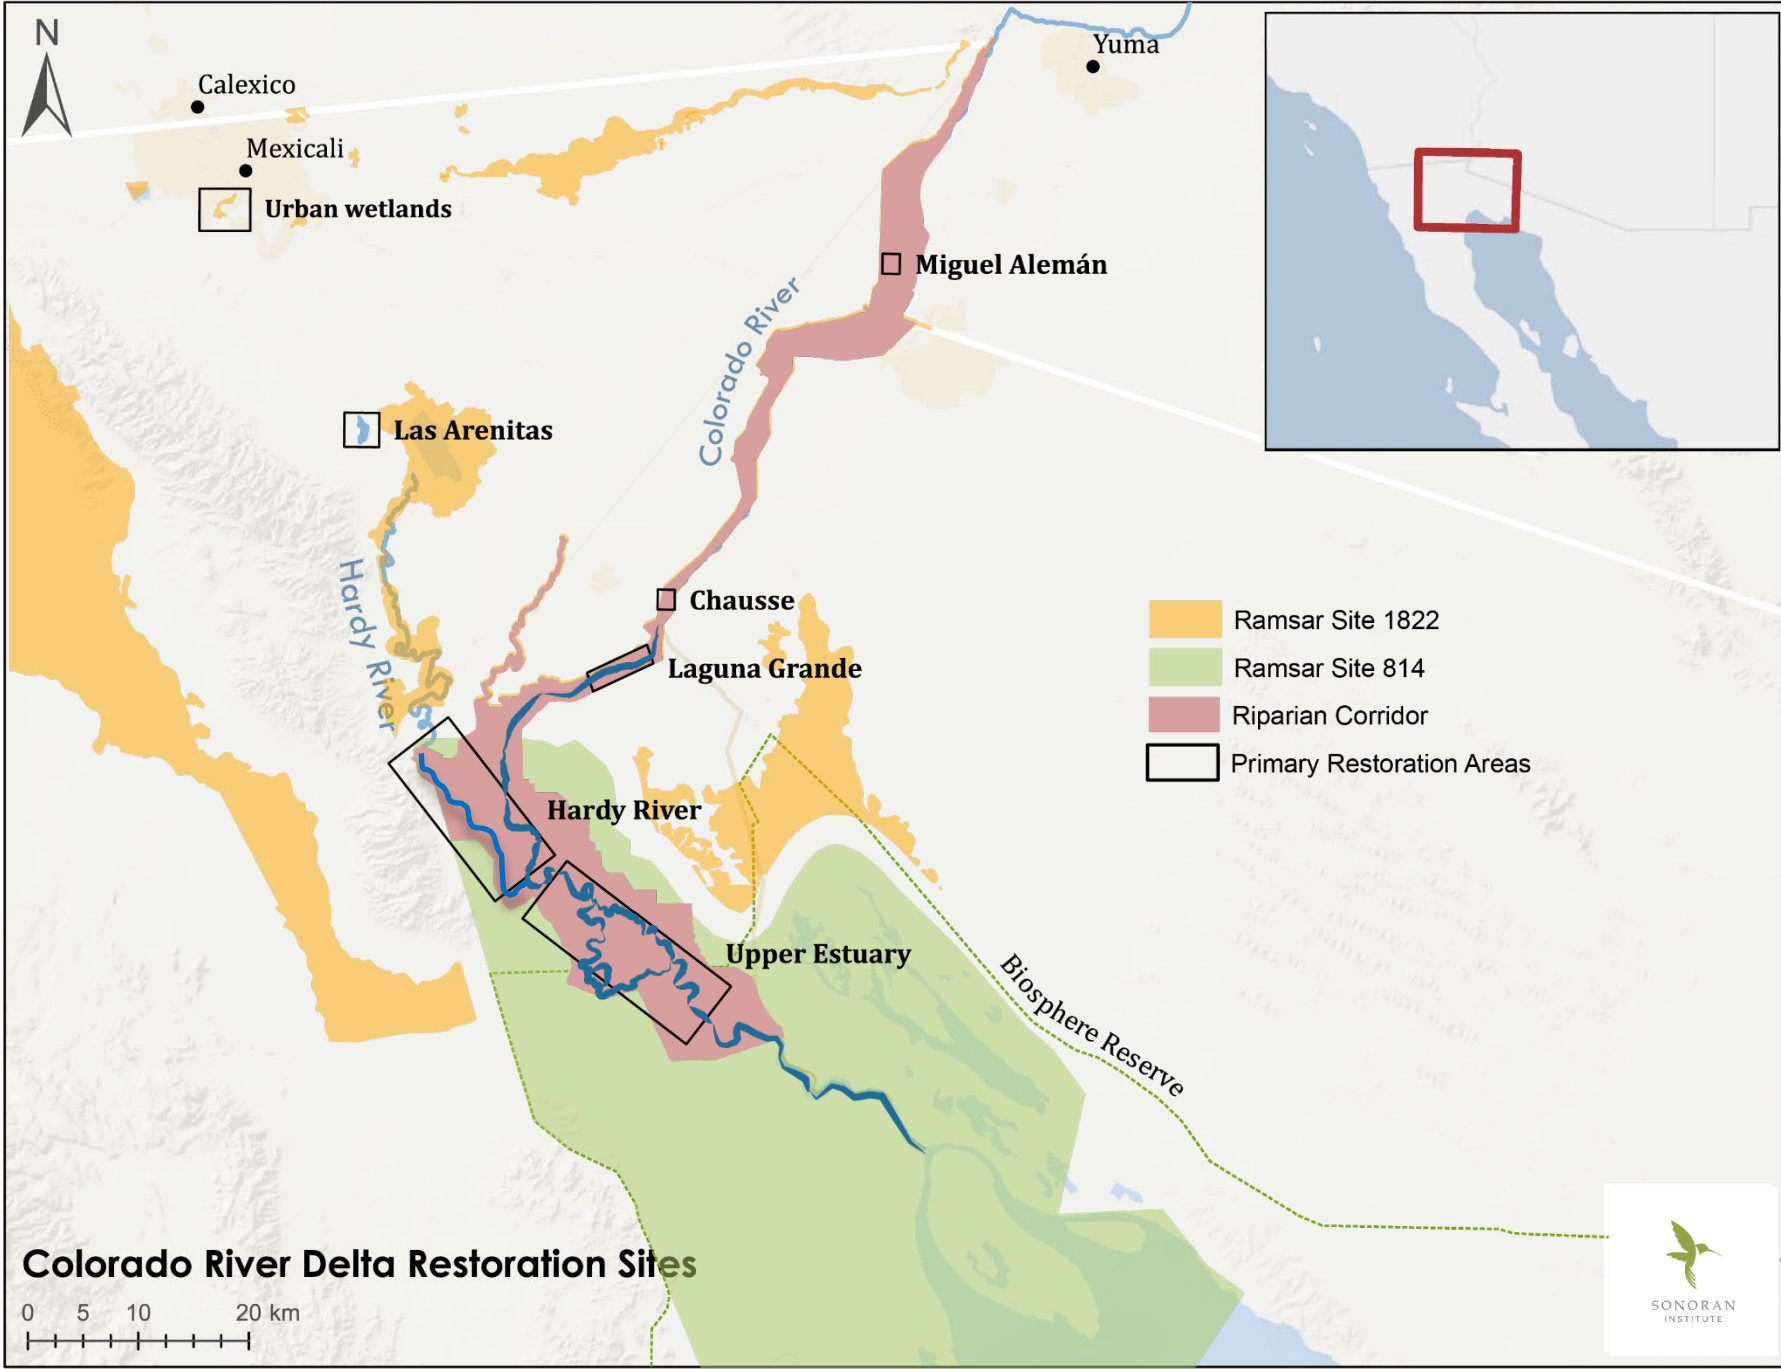 N
Yuma
Calexico
Mexicali
Urban wetlands
Miguel Alemán
Colorado River
Las Arenitas
Hardy River
Chausse
Laguna Grande
Ramsar Site 1822
Ramsar Site 814
Riparian Corridor
Primary Restoration Areas
Hardy River
Upper Estuary
Biosphere Reserve
Colorado River Delta Restoration Sites
0 5 10 20 km
SONORAN
INSTITUTE